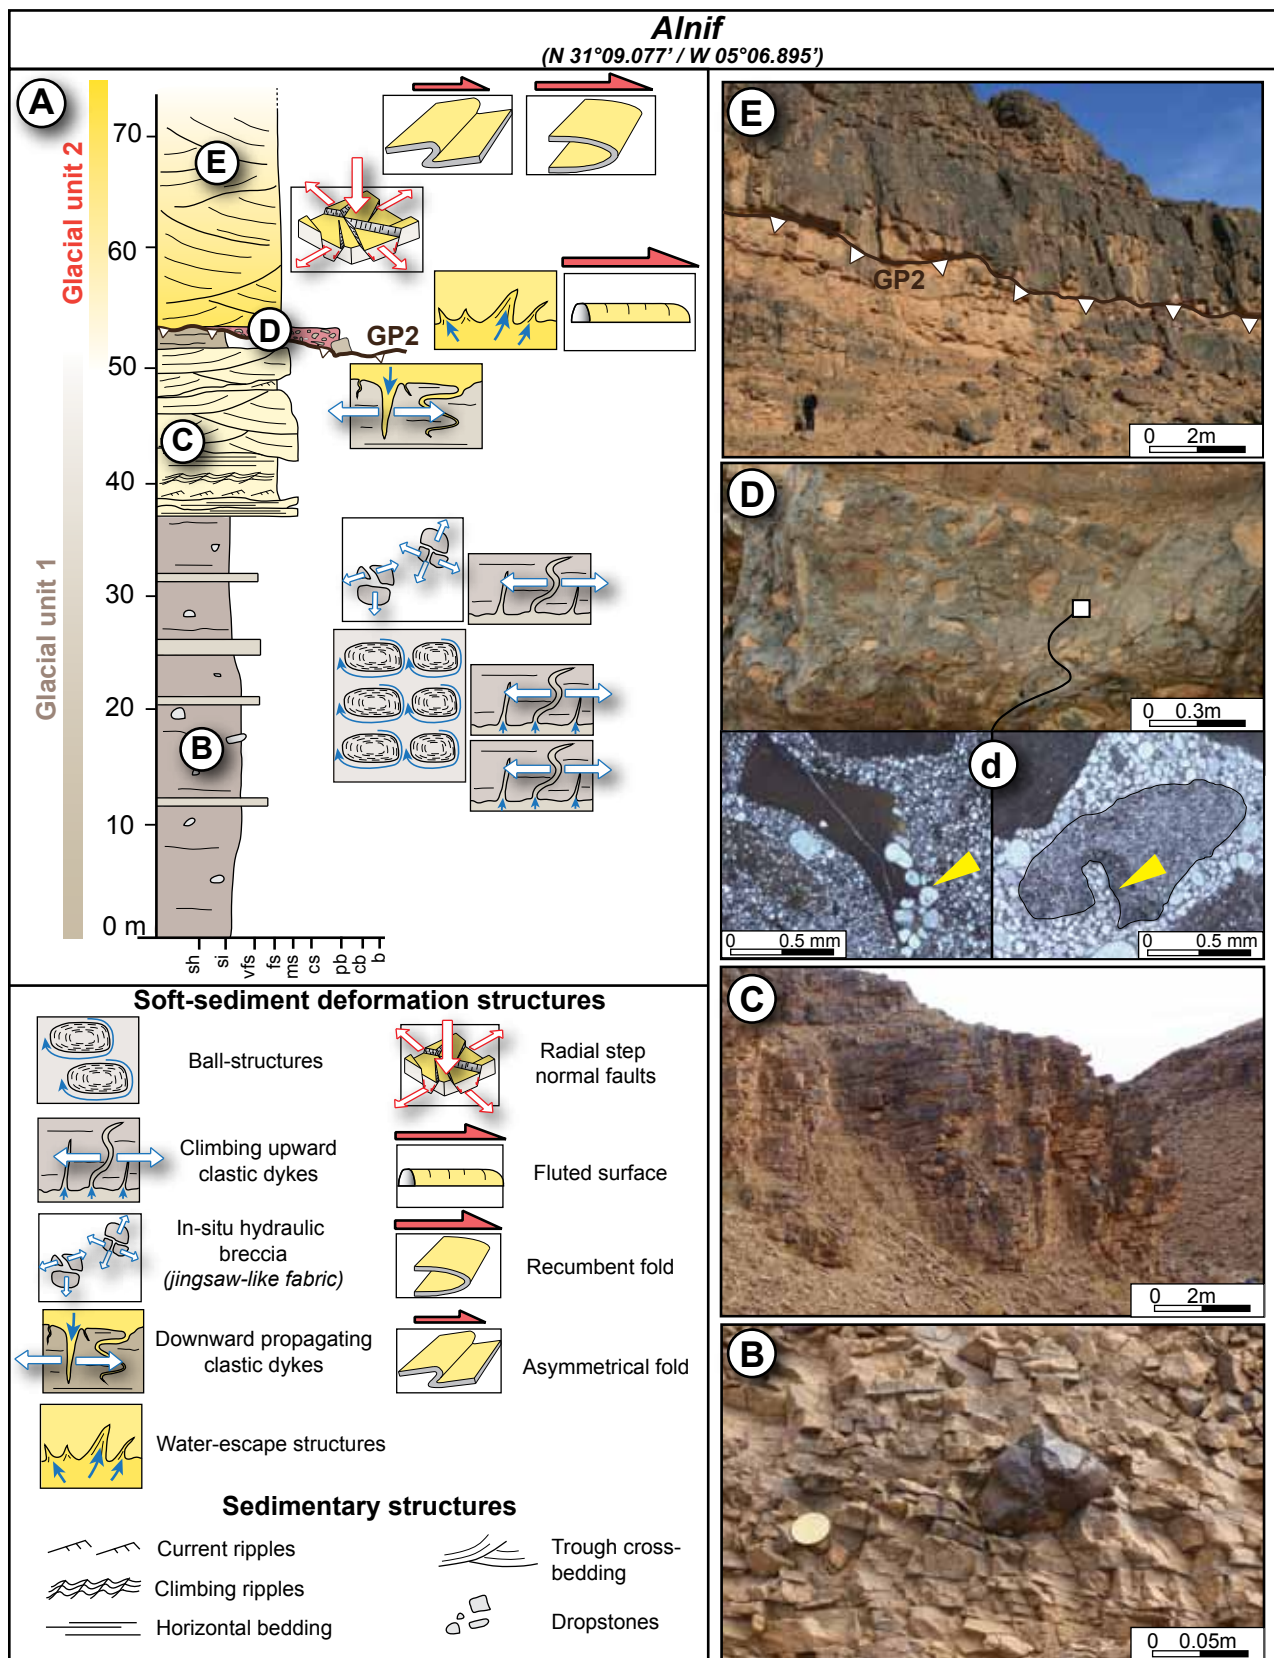 Alnif
(N 31°09.077' / W 05°06.895')
A
Glacial unit 2
Glacial unit 1
70
60
50
40
30
20
10
0 m
E
D
C
B
GP2
sh
si
vfs
fs
ms
cs
pb
cb
b
Soft-sediment deformation structures
Ball-structures
Climbing upward
clastic dykes
In-situ hydraulic
breccia
(jingsaw-like fabric)
Downward propagating
clastic dykes
Water-escape structures
Radial step
normal faults
Fluted surface
Recumbent fold
Asymmetrical fold
Sedimentary structures
Current ripples
Climbing ripples
Horizontal bedding
Trough cross-
bedding
Dropstones
E
GP2
0 2m
D
0 0.3m
d
0 0.5 mm
0 0.5 mm
C
0 2m
B
0 0.05m